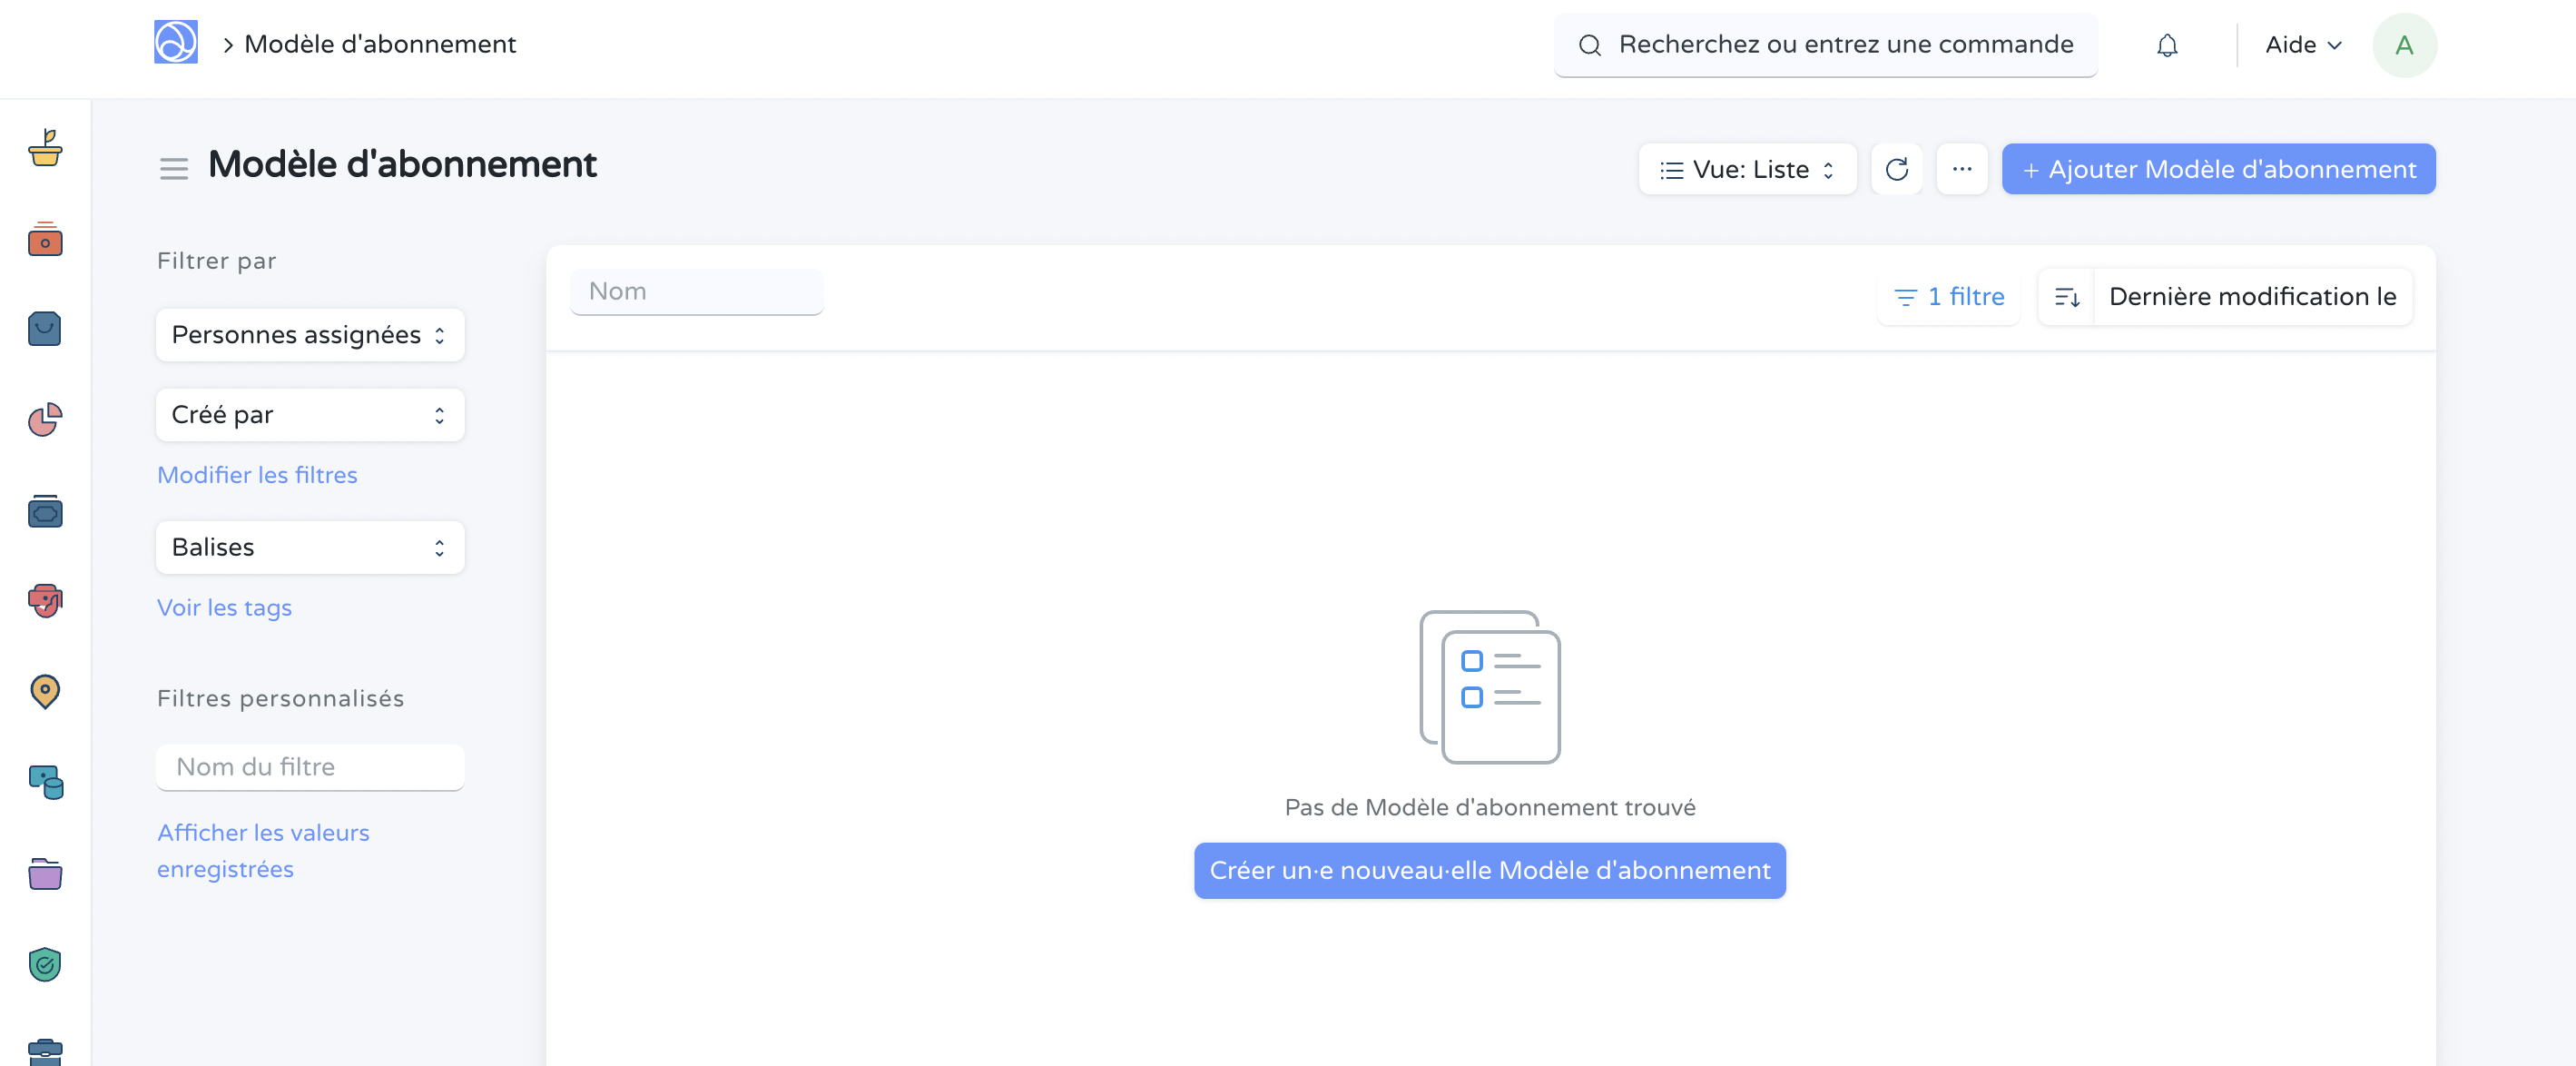 Modèle d'abonnement
Recherchez ou entrez une commande
Aide
A
Modèle d'abonnement
Vue: Liste
+ Ajouter Modèle d'abonnement
Filtrer par
Personnes assignées
Créé par
Modifier les filtres
Balises
Voir les tags
Filtres personnalisés
Nom du filtre
Afficher les valeurs
enregistrées
Nom
1 filtre
Dernière modification le
Pas de Modèle d'abonnement trouvé
Créer un·e nouveau·elle Modèle d'abonnement